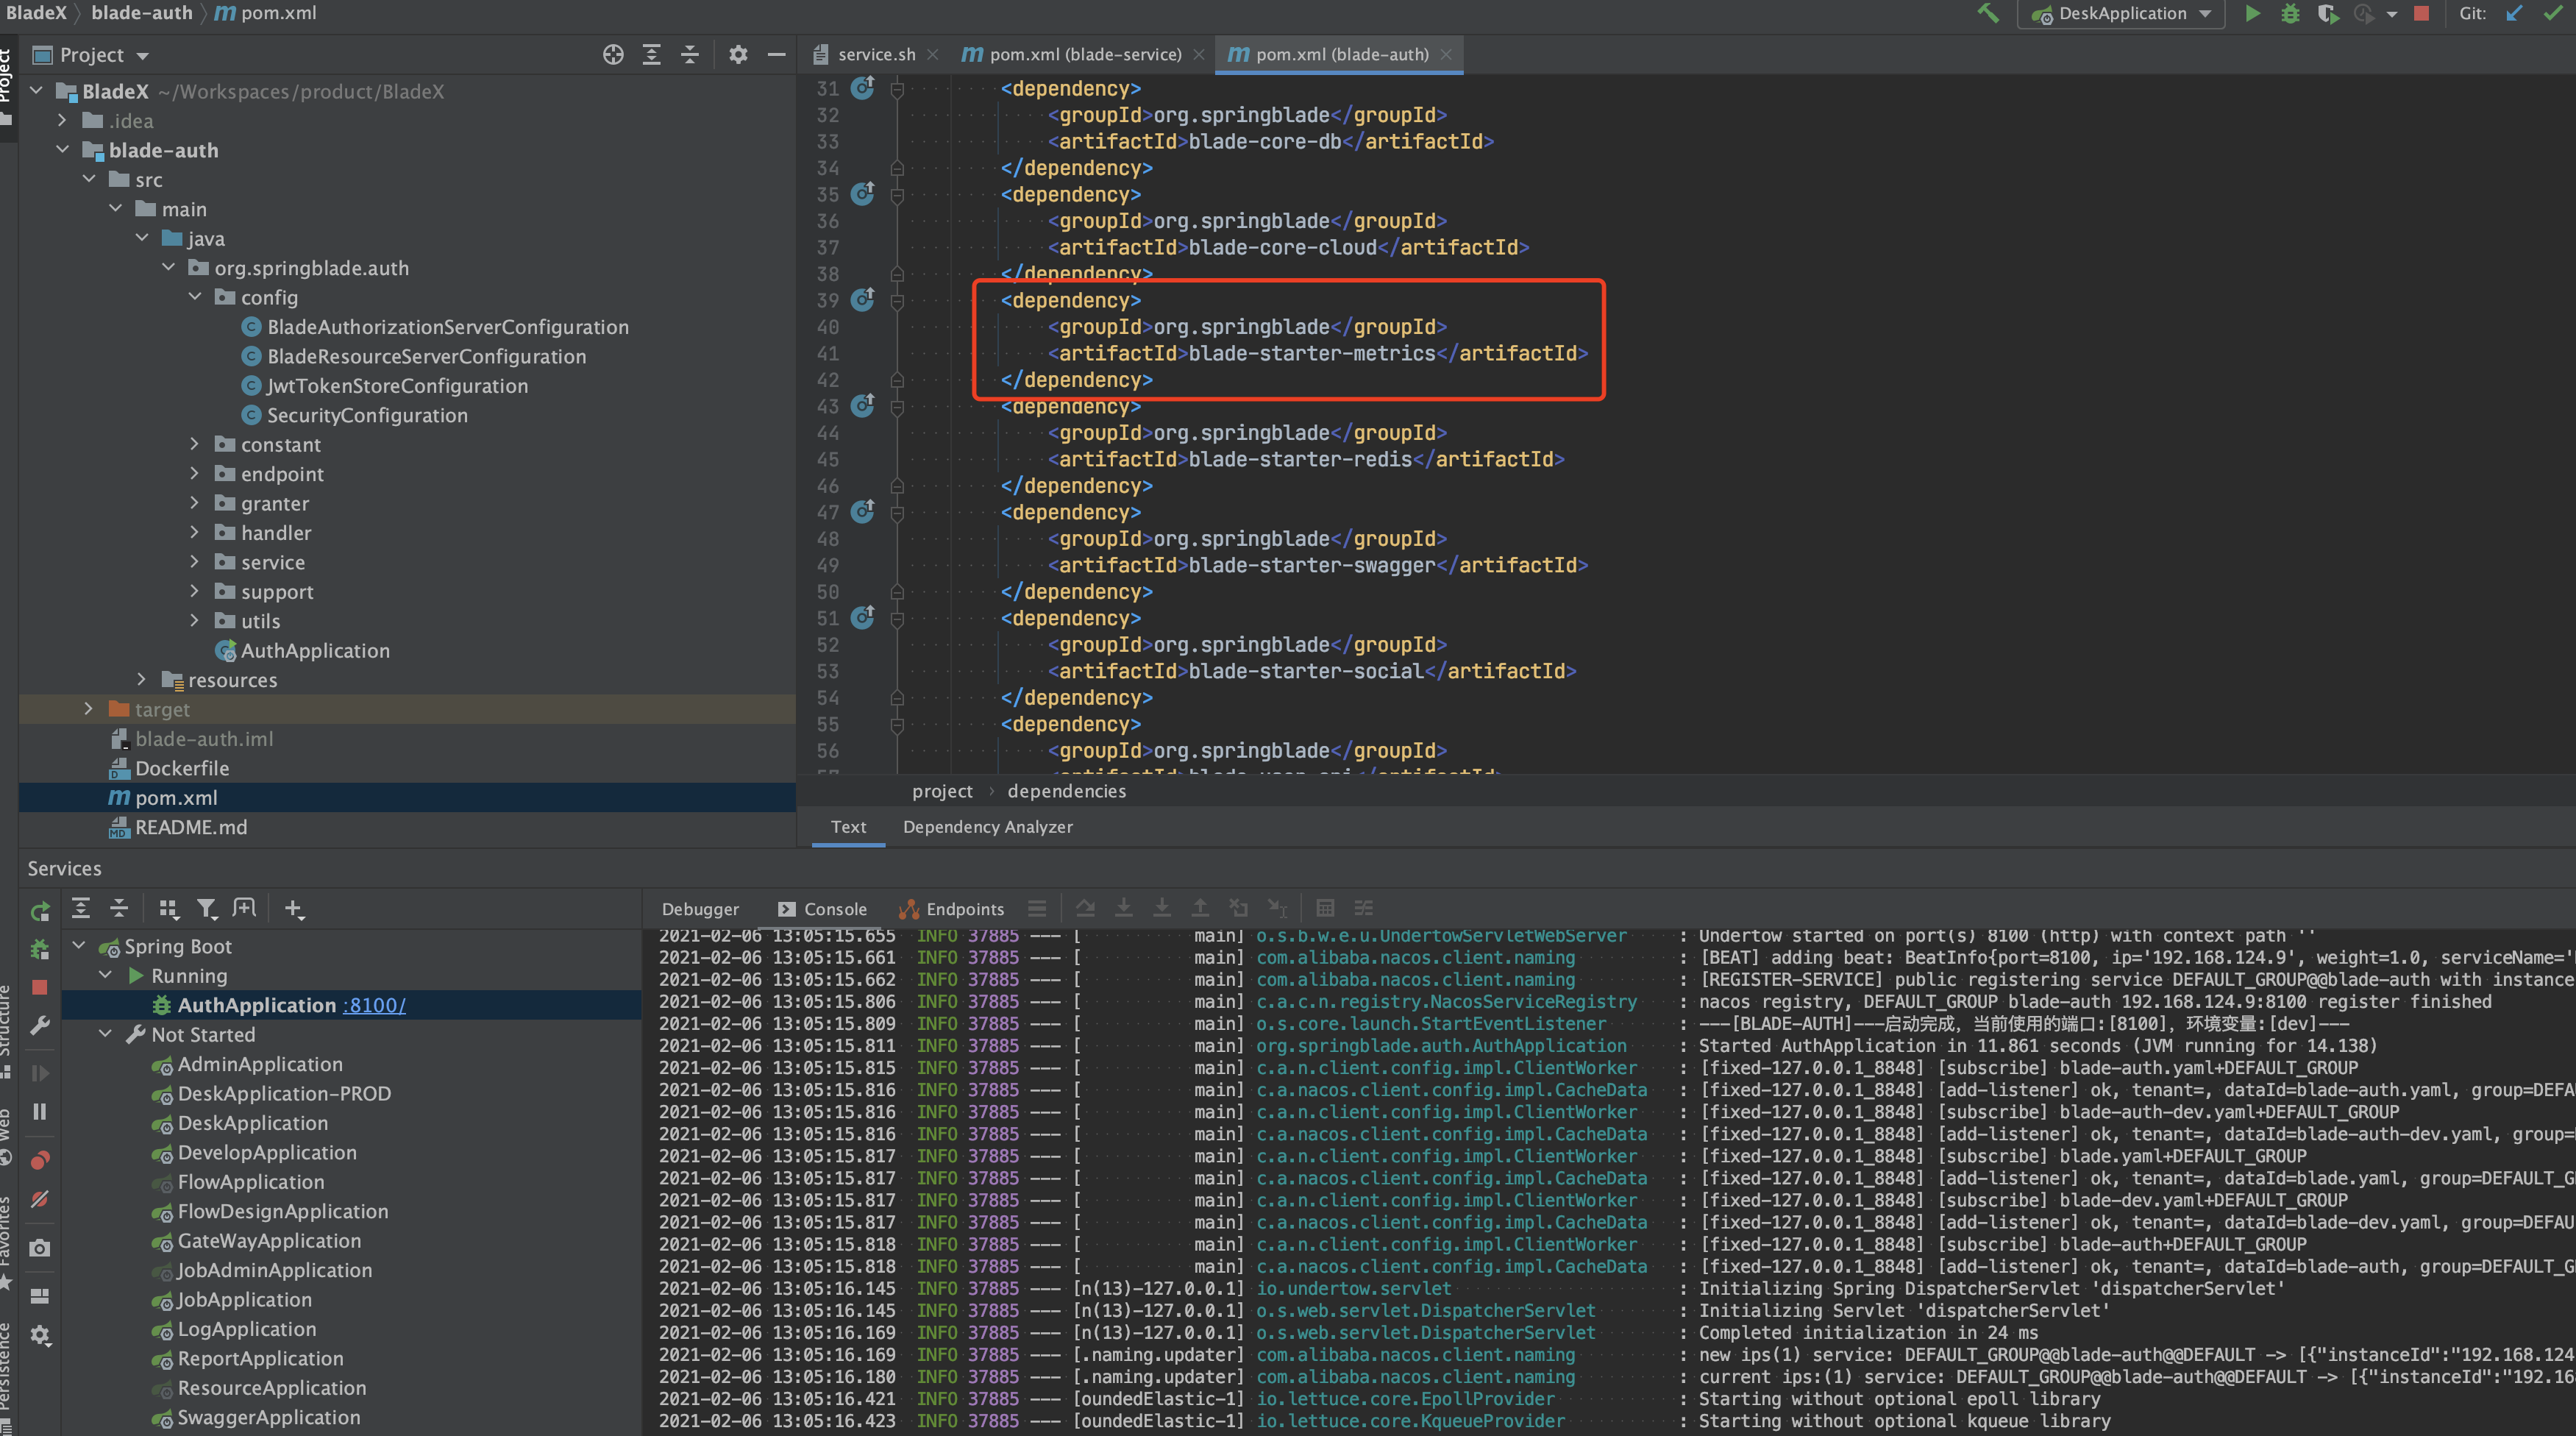 BladeX 〉 blade-auth 〉 pom.xml
DeskApplication
Git:
Project
Project
BladeX ~/Workspaces/product/BladeX
.idea
blade-auth
src
main
java
org.springblade.auth
config
BladeAuthorizationServerConfiguration
BladeResourceServerConfiguration
JwtTokenStoreConfiguration
SecurityConfiguration
constant
endpoint
granter
handler
service
support
utils
AuthApplication
resources
target
blade-auth.iml
Dockerfile
pom.xml
README.md
service.sh
pom.xml (blade-service)
pom.xml (blade-auth)
31 <dependency>
32 <groupId>org.springblade</groupId>
33 <artifactId>blade-core-db</artifactId>
34 </dependency>
35 <dependency>
36 <groupId>org.springblade</groupId>
37 <artifactId>blade-core-cloud</artifactId>
38 </dependency>
39 <dependency>
40 <groupId>org.springblade</groupId>
41 <artifactId>blade-starter-metrics</artifactId>
42 </dependency>
43 <dependency>
44 <groupId>org.springblade</groupId>
45 <artifactId>blade-starter-redis</artifactId>
46 </dependency>
47 <dependency>
48 <groupId>org.springblade</groupId>
49 <artifactId>blade-starter-swagger</artifactId>
50 </dependency>
51 <dependency>
52 <groupId>org.springblade</groupId>
53 <artifactId>blade-starter-social</artifactId>
54 </dependency>
55 <dependency>
56 <groupId>org.springblade</groupId>
project › dependencies
Text
Dependency Analyzer
Services
Structure
Web
Favorites
Persistence
Spring Boot
Running
AuthApplication :8100/
Not Started
AdminApplication
DeskApplication-PROD
DeskApplication
DevelopApplication
FlowApplication
FlowDesignApplication
GateWayApplication
JobAdminApplication
JobApplication
LogApplication
ReportApplication
ResourceApplication
SwaggerApplication
Debugger
Console
Endpoints
2021-02-06 13:05:15.655 INFO 37885 --- [ main] o.s.b.w.e.u.UndertowServletWebServer : Undertow started on port(s) 8100 (http) with context path ''
2021-02-06 13:05:15.661 INFO 37885 --- [ main] com.alibaba.nacos.client.naming : [BEAT] adding beat: BeatInfo{port=8100, ip='192.168.124.9', weight=1.0, serviceName='
2021-02-06 13:05:15.662 INFO 37885 --- [ main] com.alibaba.nacos.client.naming : [REGISTER-SERVICE] public registering service DEFAULT_GROUP@@blade-auth with instance
2021-02-06 13:05:15.806 INFO 37885 --- [ main] c.a.c.n.registry.NacosServiceRegistry : nacos registry, DEFAULT_GROUP blade-auth 192.168.124.9:8100 register finished
2021-02-06 13:05:15.809 INFO 37885 --- [ main] o.s.core.launch.StartEventListener : ---[BLADE-AUTH]---启动完成，当前使用的端口:[8100]，环境变量:[dev]---
2021-02-06 13:05:15.811 INFO 37885 --- [ main] org.springblade.auth.AuthApplication : Started AuthApplication in 11.861 seconds (JVM running for 14.138)
2021-02-06 13:05:15.815 INFO 37885 --- [ main] c.a.n.client.config.impl.ClientWorker : [fixed-127.0.0.1_8848] [subscribe] blade-auth.yaml+DEFAULT_GROUP
2021-02-06 13:05:15.816 INFO 37885 --- [ main] c.a.nacos.client.config.impl.CacheData : [fixed-127.0.0.1_8848] [add-listener] ok, tenant=, dataId=blade-auth.yaml, group=DEFA
2021-02-06 13:05:15.816 INFO 37885 --- [ main] c.a.n.client.config.impl.ClientWorker : [fixed-127.0.0.1_8848] [subscribe] blade-auth-dev.yaml+DEFAULT_GROUP
2021-02-06 13:05:15.816 INFO 37885 --- [ main] c.a.nacos.client.config.impl.CacheData : [fixed-127.0.0.1_8848] [add-listener] ok, tenant=, dataId=blade-auth-dev.yaml, group=
2021-02-06 13:05:15.817 INFO 37885 --- [ main] c.a.n.client.config.impl.ClientWorker : [fixed-127.0.0.1_8848] [subscribe] blade.yaml+DEFAULT_GROUP
2021-02-06 13:05:15.817 INFO 37885 --- [ main] c.a.nacos.client.config.impl.CacheData : [fixed-127.0.0.1_8848] [add-listener] ok, tenant=, dataId=blade.yaml, group=DEFAULT_G
2021-02-06 13:05:15.817 INFO 37885 --- [ main] c.a.n.client.config.impl.ClientWorker : [fixed-127.0.0.1_8848] [subscribe] blade-dev.yaml+DEFAULT_GROUP
2021-02-06 13:05:15.817 INFO 37885 --- [ main] c.a.nacos.client.config.impl.CacheData : [fixed-127.0.0.1_8848] [add-listener] ok, tenant=, dataId=blade-dev.yaml, group=DEFAU
2021-02-06 13:05:15.818 INFO 37885 --- [ main] c.a.n.client.config.impl.ClientWorker : [fixed-127.0.0.1_8848] [subscribe] blade-auth+DEFAULT_GROUP
2021-02-06 13:05:15.818 INFO 37885 --- [ main] c.a.nacos.client.config.impl.CacheData : [fixed-127.0.0.1_8848] [add-listener] ok, tenant=, dataId=blade-auth, group=DEFAULT_G
2021-02-06 13:05:16.145 INFO 37885 --- [n(13)-127.0.0.1] io.undertow.servlet : Initializing Spring DispatcherServlet 'dispatcherServlet'
2021-02-06 13:05:16.145 INFO 37885 --- [n(13)-127.0.0.1] o.s.web.servlet.DispatcherServlet : Initializing Servlet 'dispatcherServlet'
2021-02-06 13:05:16.169 INFO 37885 --- [n(13)-127.0.0.1] o.s.web.servlet.DispatcherServlet : Completed initialization in 24 ms
2021-02-06 13:05:16.169 INFO 37885 --- [.naming.updater] com.alibaba.nacos.client.naming : new ips(1) service: DEFAULT_GROUP@@blade-auth@@DEFAULT -> [{"instanceId":"192.168.124
2021-02-06 13:05:16.180 INFO 37885 --- [.naming.updater] com.alibaba.nacos.client.naming : current ips:(1) service: DEFAULT_GROUP@@blade-auth@@DEFAULT -> [{"instanceId":"192.16
2021-02-06 13:05:16.421 INFO 37885 --- [oundedElastic-1] io.lettuce.core.EpollProvider : Starting without optional epoll library
2021-02-06 13:05:16.423 INFO 37885 --- [oundedElastic-1] io.lettuce.core.KqueueProvider : Starting without optional kqueue library